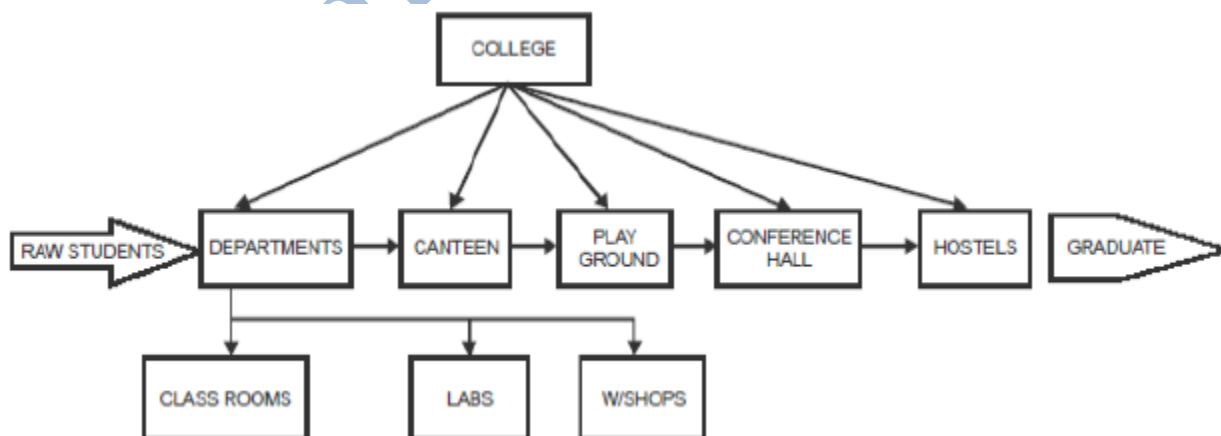 COLLEGE
RAW STUDENTS
DEPARTMENTS
CANTEEN
PLAY
GROUND
CONFERENCE
HALL
HOSTELS
GRADUATE
CLASS ROOMS
LABS
W/SHOPS